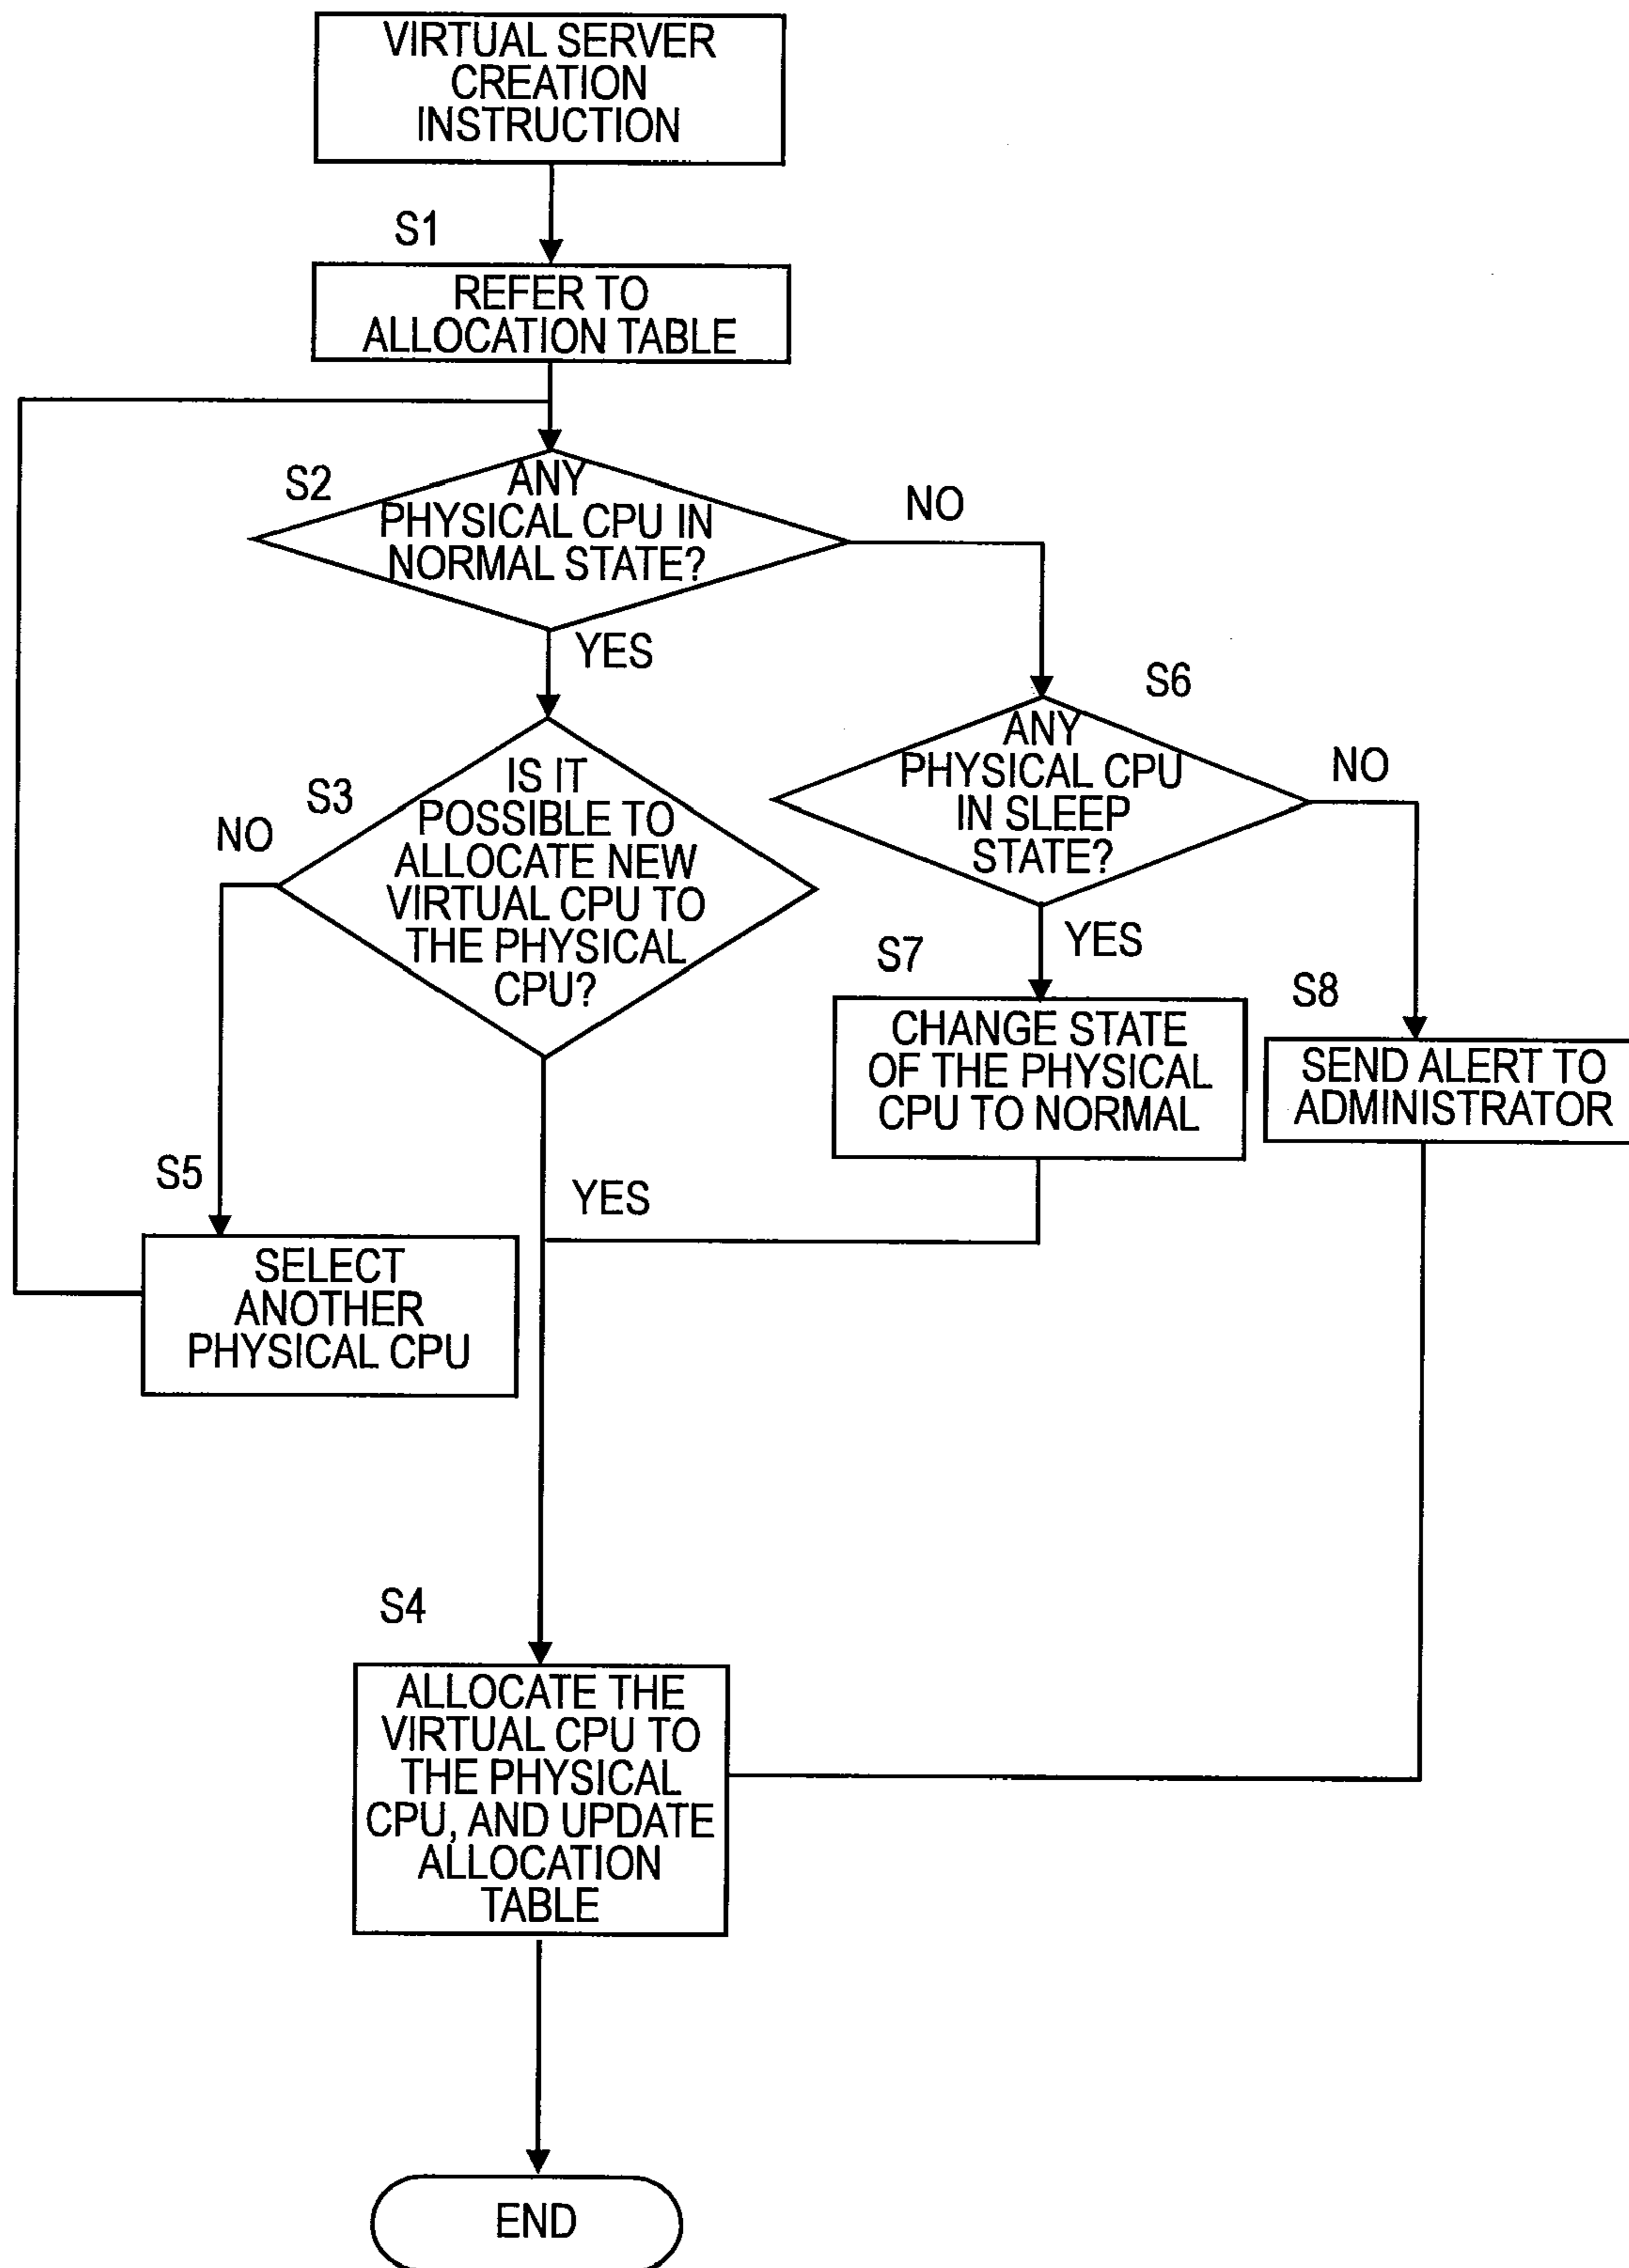 VIRTUAL SERVER
CREATION
INSTRUCTION
S1
REFER TO
ALLOCATION TABLE
S2
ANY
PHYSICAL CPU IN
NORMAL STATE?
NO
YES
S6
ANY
PHYSICAL CPU
IN SLEEP
STATE?
NO
S3
IS IT
POSSIBLE TO
ALLOCATE NEW
VIRTUAL CPU TO
THE PHYSICAL
CPU?
NO
YES
S7
CHANGE STATE
OF THE PHYSICAL
CPU TO NORMAL
S8
SEND ALERT TO
ADMINISTRATOR
S5
SELECT
ANOTHER
PHYSICAL CPU
YES
S4
ALLOCATE THE
VIRTUAL CPU TO
THE PHYSICAL
CPU, AND UPDATE
ALLOCATION
TABLE
END